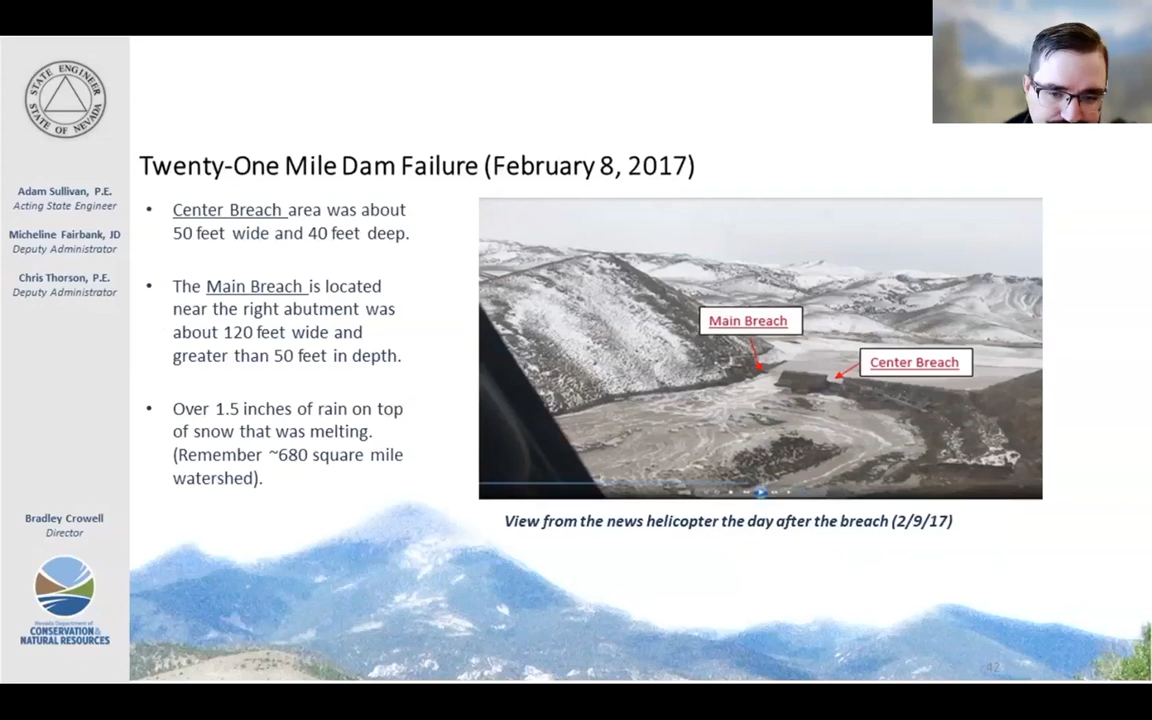 STATE ENGINEER
STATE OF NEVADA
Adam Sullivan, P.E.
Acting State Engineer
Micheline Fairbank, JD
Deputy Administrator
Chris Thorson, P.E.
Deputy Administrator
Bradley Crowell
Director
Nevada Department of
CONSERVATION &
NATURAL RESOURCES
Twenty-One Mile Dam Failure (February 8, 2017)
• Center Breach area was about
50 feet wide and 40 feet deep.
• The Main Breach is located
near the right abutment was
about 120 feet wide and
greater than 50 feet in depth.
• Over 1.5 inches of rain on top
of snow that was melting.
(Remember ~680 square mile
watershed).
Main Breach
Center Breach
View from the news helicopter the day after the breach (2/9/17)
42